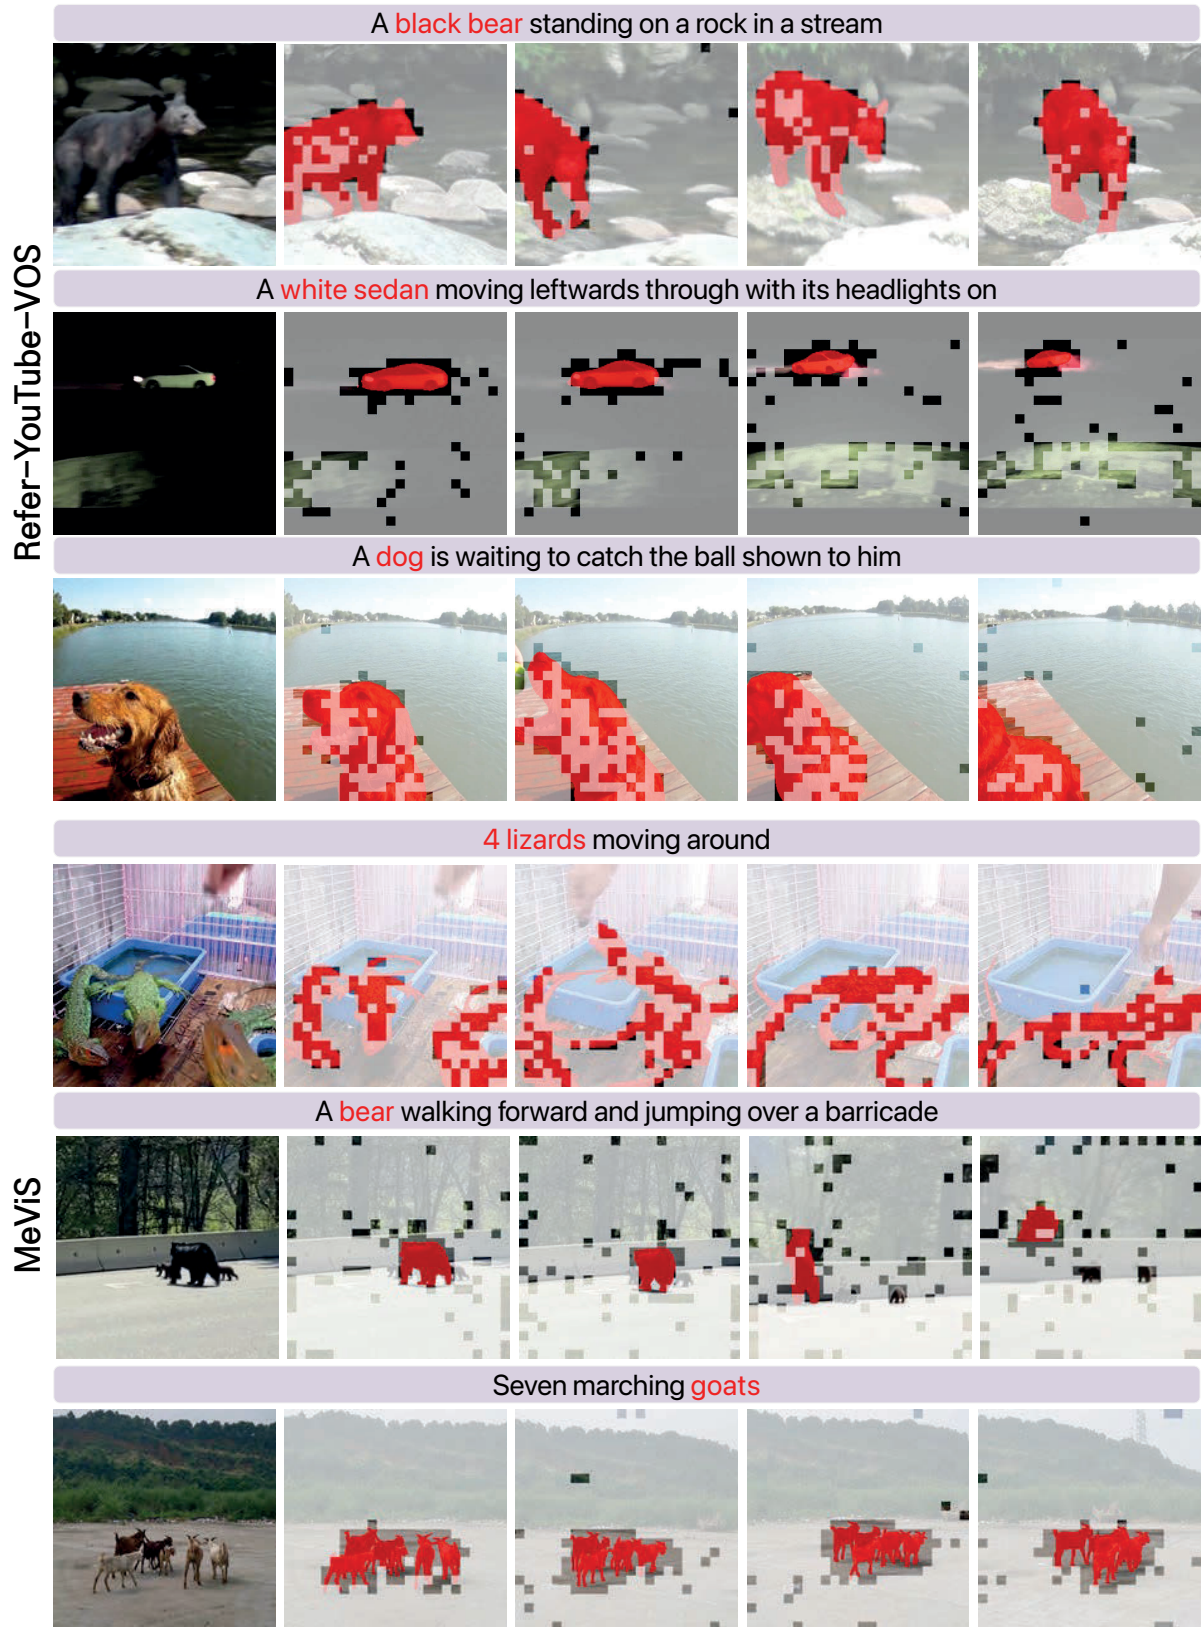 A black bear standing on a rock in a stream
Refer-YouTube-VOS
A white sedan moving leftwards through with its headlights on
A dog is waiting to catch the ball shown to him
4 lizards moving around
MeViS
A bear walking forward and jumping over a barricade
Seven marching goats